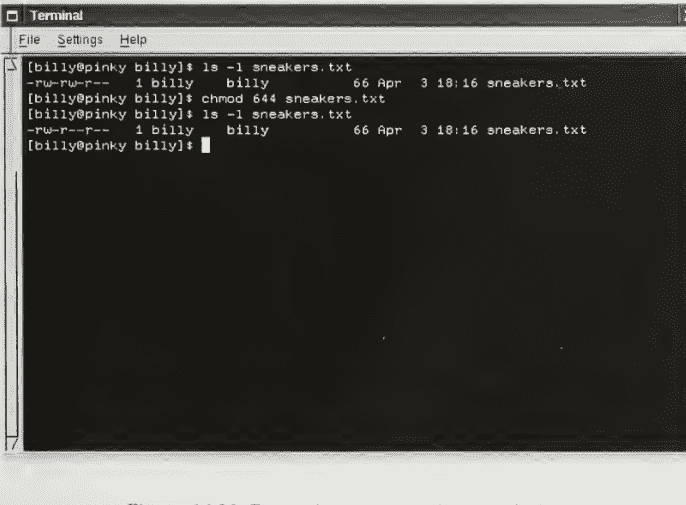 Terminal
File Settings Help
[billy@pinky billy]$ ls -l sneakers.txt
-rw-rw-r-- 1 billy billy 66 Apr 3 18:16 sneakers.txt
[billy@pinky billy]$ chmod 644 sneakers.txt
[billy@pinky billy]$ ls -l sneakers.txt
-rw-r--r-- 1 billy billy 66 Apr 3 18:16 sneakers.txt
[billy@pinky billy]$